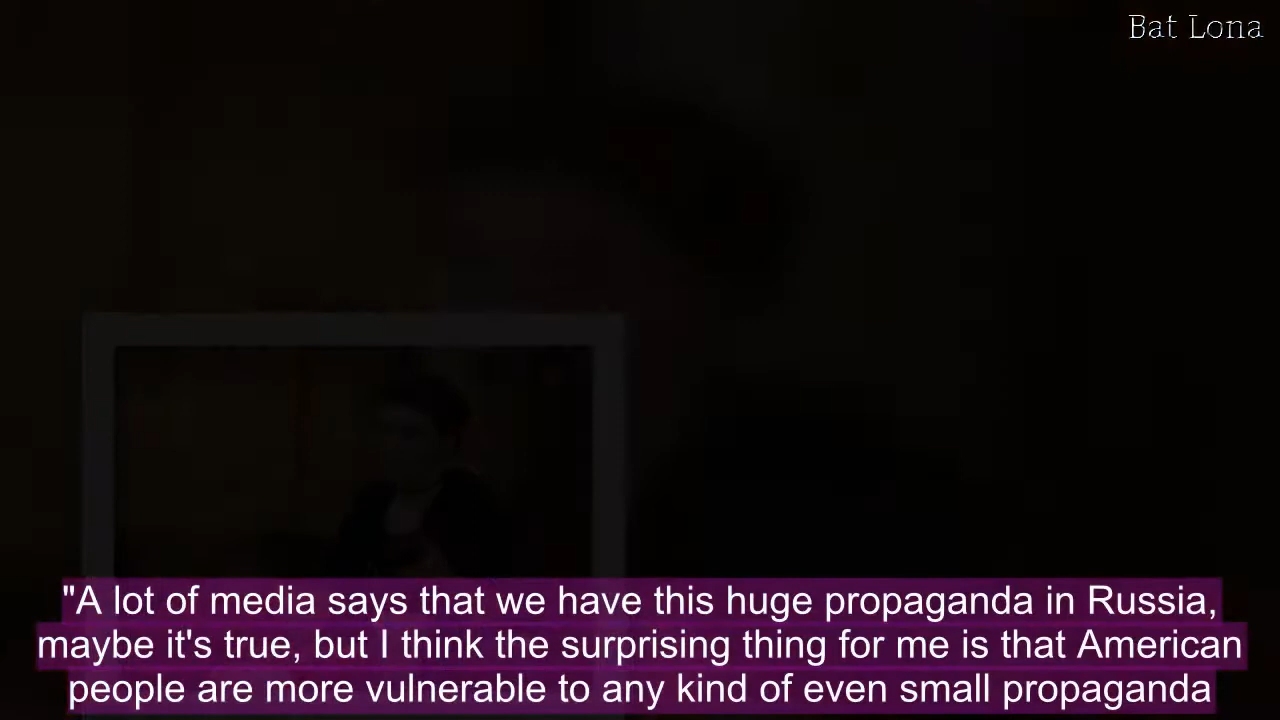 Bat Lona
"A lot of media says that we have this huge propaganda in Russia,
maybe it's true, but I think the surprising thing for me is that American
people are more vulnerable to any kind of even small propaganda